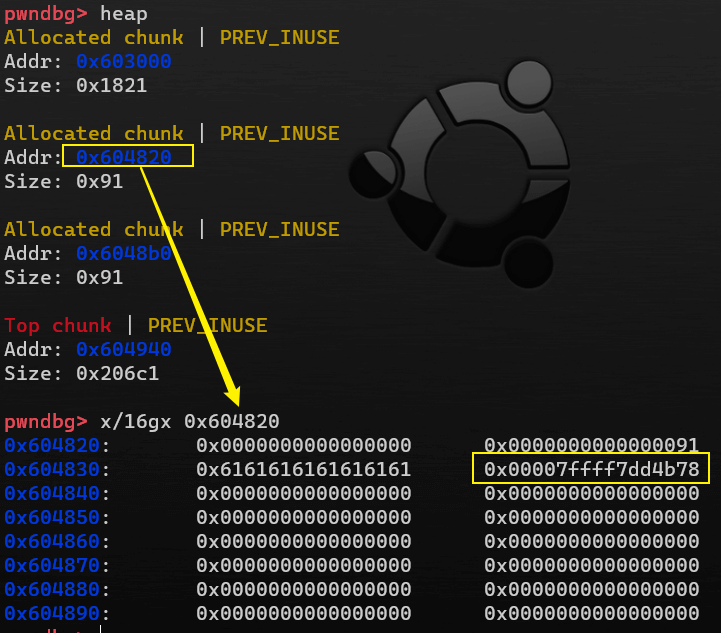 pwndbg> heap
Allocated chunk | PREV_INUSE
Addr: 0x603000
Size: 0x1821
Allocated chunk | PREV_INUSE
Addr: 0x604820
Size: 0x91
Allocated chunk | PREV_INUSE
Addr: 0x6048b0
Size: 0x91
Top chunk | PREV_INUSE
Addr: 0x604940
Size: 0x206c1
pwndbg> x/16gx 0x604820
0x604820: 0x0000000000000000 0x0000000000000091
0x604830: 0x6161616161616161 0x00007ffff7dd4b78
0x604840: 0x0000000000000000 0x0000000000000000
0x604850: 0x0000000000000000 0x0000000000000000
0x604860: 0x0000000000000000 0x0000000000000000
0x604870: 0x0000000000000000 0x0000000000000000
0x604880: 0x0000000000000000 0x0000000000000000
0x604890: 0x0000000000000000 0x0000000000000000